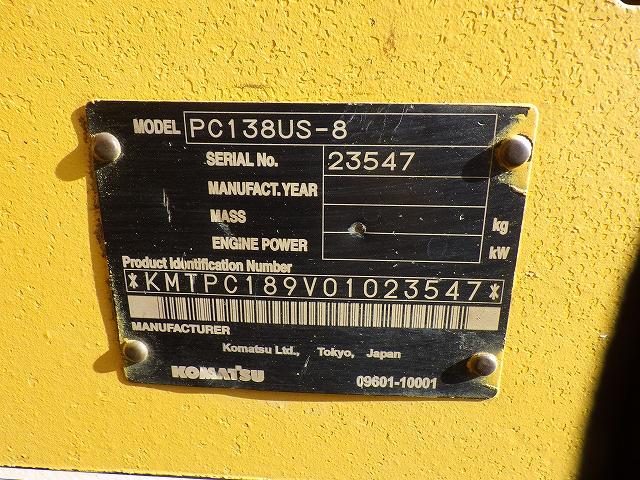 MODEL PC138US-8
SERIAL No. 23547
MANUFACT. YEAR
MASS kg
ENGINE POWER kW
Product Identification Number
*KMTPC189V01023547*
MANUFACTURER
Komatsu Ltd., Tokyo, Japan
KOMATSU 09601-10001